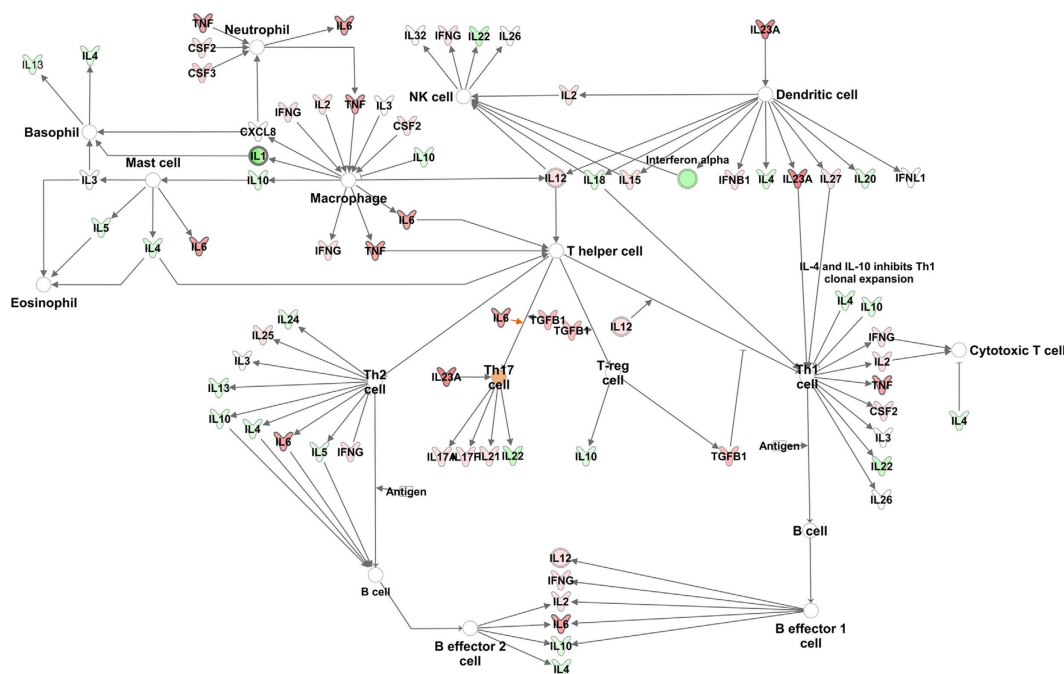 TNF
IL6
Neutrophil
CSF2
CSF3
IL13
IL4
Basophil
Mast cell
IL3
CXCL8
IL1
IL10
IFNG
IL2
TNF
IL3
CSF2
IL10
Macrophage
IL5
IL4
IL6
Eosinophil
IFNG
TNF
IL6
IL32
IFNG
IL22
IL26
NK cell
IL2
IL23A
Dendritic cell
IL12
IL18
IL15
Interferon alpha
IFNB1
IL4
IL23A
IL27
IL20
IFNL1
T helper cell
IL-4 and IL-10 inhibits Th1
clonal expansion
IL4
IL10
IFNG
IL2
TNF
CSF2
IL3
IL22
IL26
Cytotoxic T cell
IL4
Th1
cell
IL24
IL25
IL3
IL13
IL10
IL4
IL6
IL5
IFNG
Th2
cell
IL6
TGFB1
TGFB1
IL12
IL23A
Th17
cell
T-reg
cell
IL17A
IL17F
IL21
IL22
IL10
TGFB1
Antigen
Antigen
B cell
B cell
IL12
IFNG
IL2
IL6
IL10
IL4
B effector 2
cell
B effector 1
cell